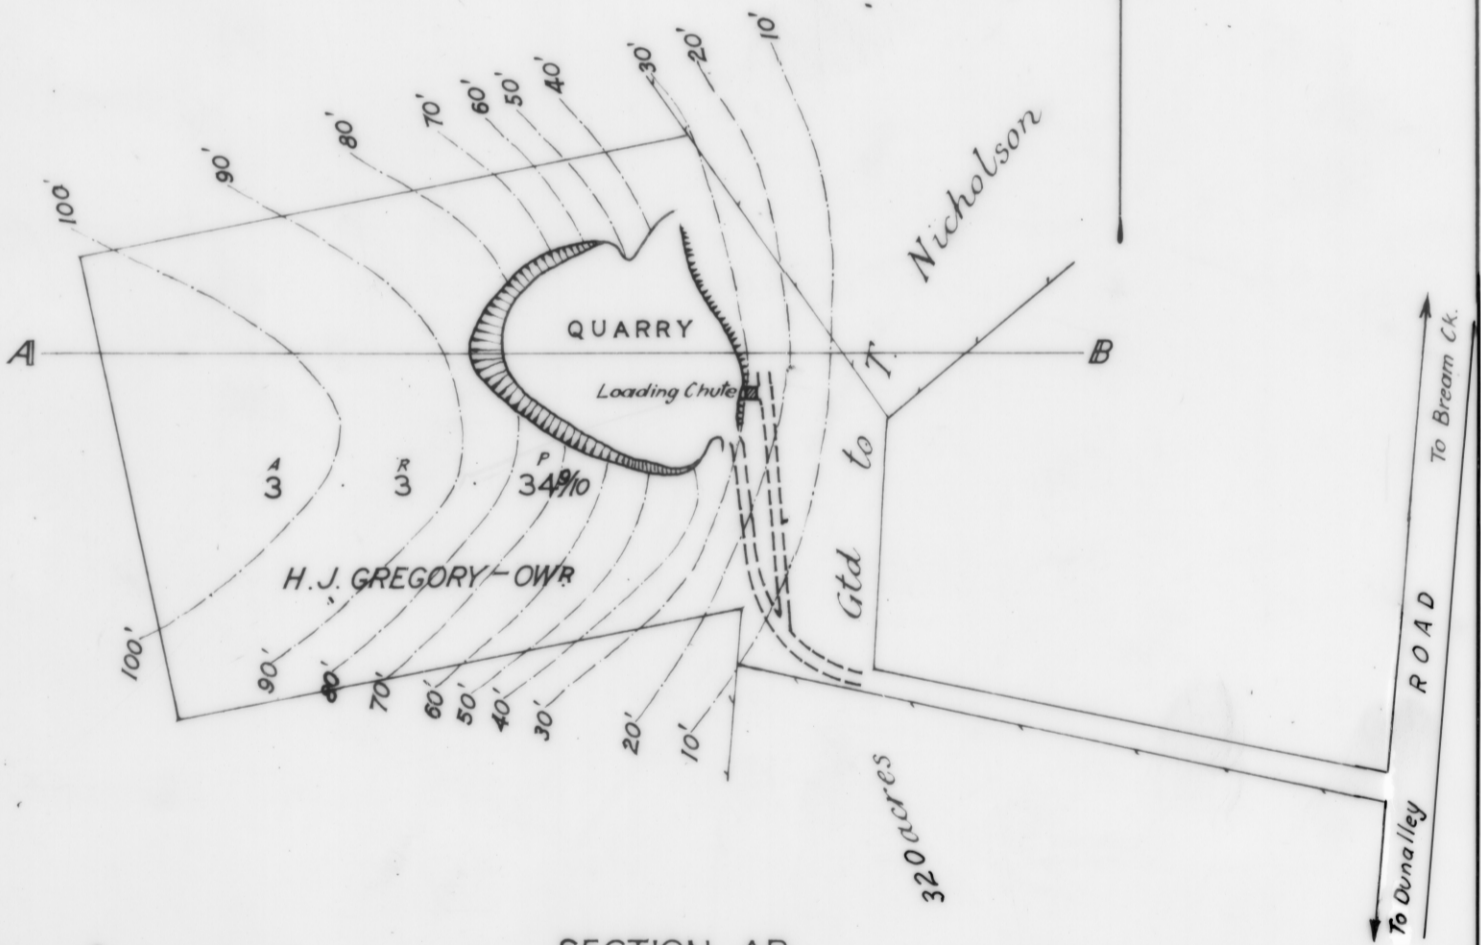 10'
20'
30'
40'
50'
60'
70'
80'
90'
100'
Nicholson
QUARRY
A
B
T.
Loading Chute
to
To Bream Ck.
A R P
3 3 34 9/10
H.J. GREGORY - OWR
Gtd
ROAD
100'
90'
80'
70'
60'
50'
40'
30'
20'
10'
320 acres
To Dunalley
SECTION AB